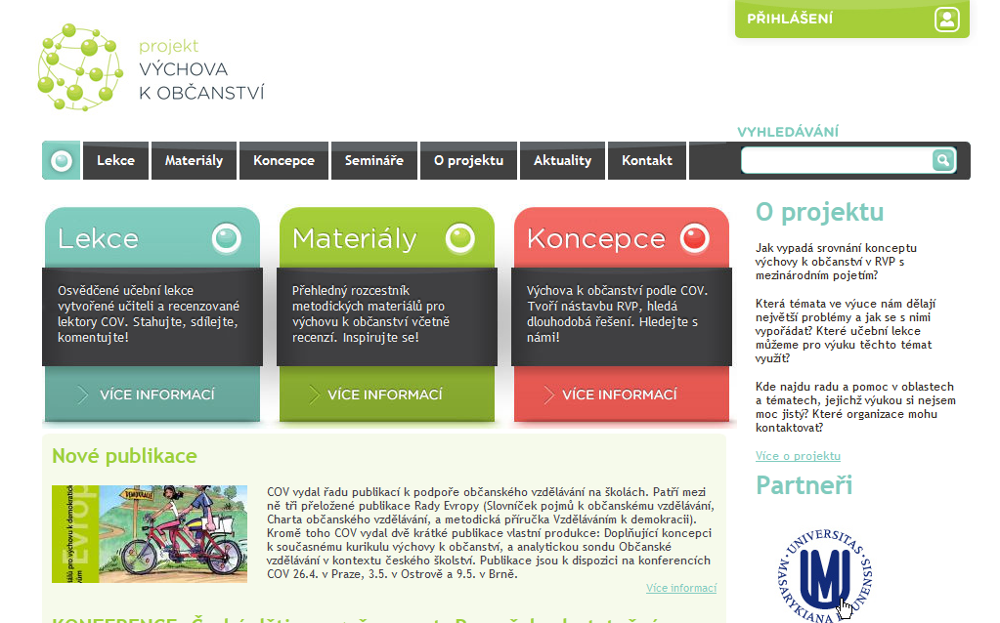 PŘIHLÁŠENÍ
projekt
VÝCHOVA
K OBČANSTVÍ
VYHLEDÁVÁNÍ
Lekce Materiály Koncepce Semináře O projektu Aktuality Kontakt
Lekce
Osvědčené učební lekce
vytvořené učiteli a recenzované
lektory COV. Stahujte, sdílejte,
komentujte!
VÍCE INFORMACÍ
Materiály
Přehledný rozcestník
metodických materiálů pro
výchovu k občanství včetně
recenzí. Inspirujte se!
VÍCE INFORMACÍ
Koncepce
Výchova k občanství podle COV.
Tvoří nástavbu RVP, hledá
dlouhodobá řešení. Hledejte s
námi!
VÍCE INFORMACÍ
O projektu
Jak vypadá srovnání konceptu
výchovy k občanství v RVP s
mezinárodním pojetím?
Která témata ve výuce nám dělají
největší problémy a jak se s nimi
vypořádat? Které učební lekce
můžeme pro výuku těchto témat
využít?
Kde najdu radu a pomoc v oblastech
a tématech, jejichž výukou si nejsem
moc jistý? Které organizace mohu
kontaktovat?
Více o projektu
Partneři
UNIVERSITAS
MASARYKIANA
MU
Nové publikace
DEMOKRACIE
COV vydal řadu publikací k podpoře občanského vzdělávání na školách. Patří mezi
ně tři přeložené publikace Rady Evropy (Slovníček pojmů k občanskému vzdělávání,
Charta občanského vzdělávání, a metodická příručka Vzděláváním k demokracii).
Kromě toho COV vydal dvě krátké publikace vlastní produkce: Doplňující koncepci
k současnému kurikulu výchovy k občanství, a analytickou sondu Občanské
vzdělávání v kontextu českého školství. Publikace jsou k dispozici na konferencích
COV 26.4. v Praze, 3.5. v Ostrově a 9.5. v Brně.
Více informací